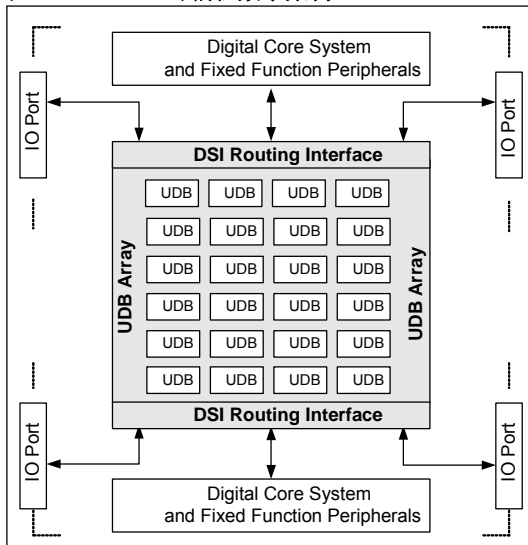 Digital Core System
and Fixed Function Peripherals
IO Port
IO Port
DSI Routing Interface
UDB Array
UDB UDB UDB UDB
UDB UDB UDB UDB
UDB UDB UDB UDB
UDB UDB UDB UDB
UDB UDB UDB UDB
UDB UDB UDB UDB
UDB Array
DSI Routing Interface
IO Port
IO Port
Digital Core System
and Fixed Function Peripherals